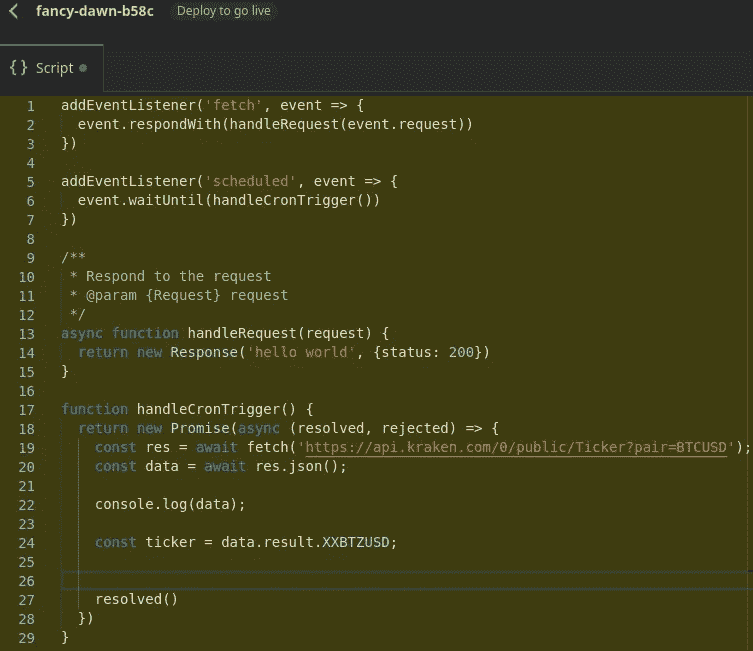 fancy-dawn-b58c Deploy to go live
{} Script
1 addEventListener('fetch', event => {
2   event.respondWith(handleRequest(event.request))
3 })
4
5 addEventListener('scheduled', event => {
6   event.waitUntil(handleCronTrigger())
7 })
8
9 /**
10  * Respond to the request
11  * @param {Request} request
12  */
13 async function handleRequest(request) {
14   return new Response('hello world', {status: 200})
15 }
16
17 function handleCronTrigger() {
18   return new Promise(async (resolved, rejected) => {
19     const res = await fetch('https://api.kraken.com/0/public/Ticker?pair=BTCUSD');
20     const data = await res.json();
21
22     console.log(data);
23
24     const ticker = data.result.XXBTZUSD;
25
26
27     resolved()
28   })
29 }